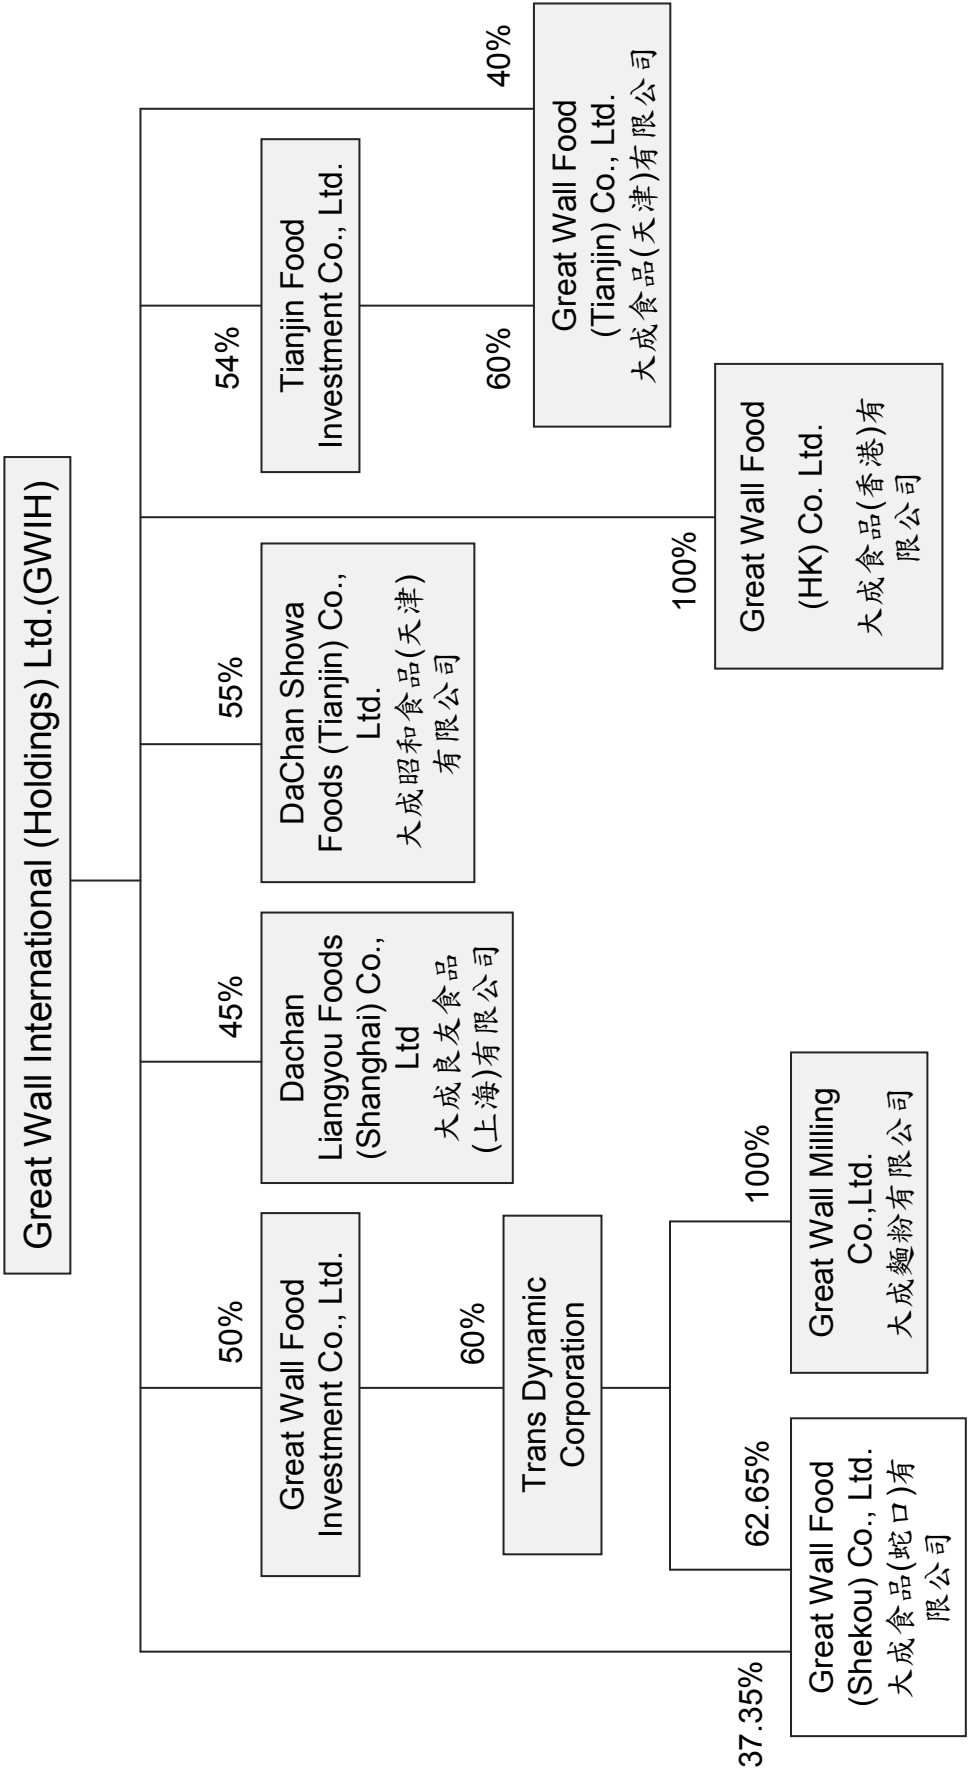 Great Wall International (Holdings) Ltd.(GWIH)
50%
45%
55%
54%
Great Wall Food
Investment Co., Ltd.
Dachan
Liangyou Foods
(Shanghai) Co.,
Ltd
大成良友食品
(上海)有限公司
DaChan Showa
Foods (Tianjin) Co.,
Ltd.
大成昭和食品(天津)
有限公司
Tianjin Food
Investment Co., Ltd.
60%
60%
40%
Trans Dynamic
Corporation
Great Wall Food
(Tianjin) Co., Ltd.
大成食品(天津)有限公司
100%
Great Wall Food
(HK) Co. Ltd.
大成食品(香港)有
限公司
37.35%
62.65%
100%
Great Wall Food
(Shekou) Co., Ltd.
大成食品(蛇口)有
限公司
Great Wall Milling
Co.,Ltd.
大成麵粉有限公司